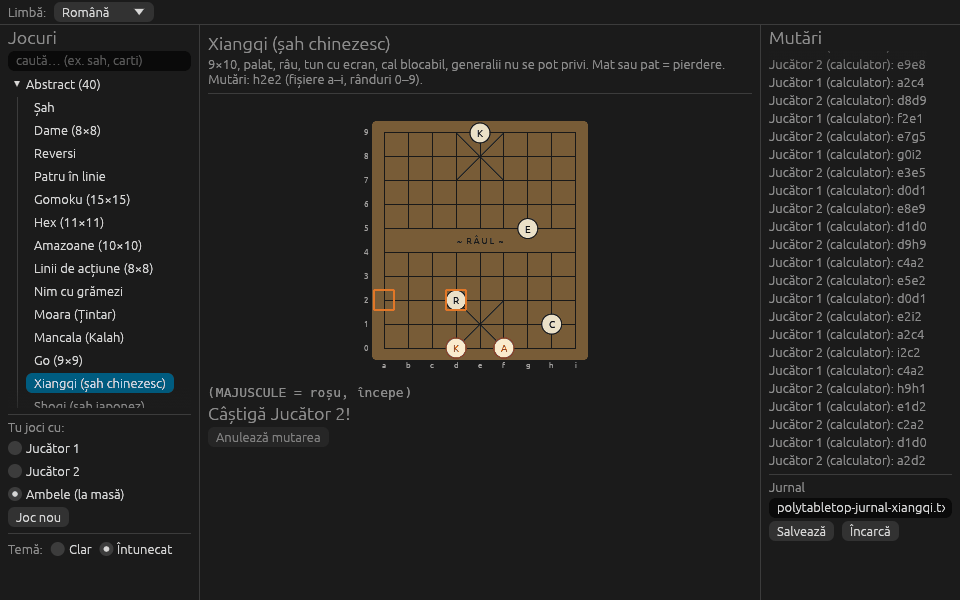 Limbă: Română
Jocuri
caută... (ex. sah, carti)
Abstract (40)
Șah
Dame (8×8)
Reversi
Patru în linie
Gomoku (15×15)
Hex (11×11)
Amazoane (10×10)
Linii de acțiune (8×8)
Nim cu grămezi
Moara (Țintar)
Mancala (Kalah)
Go (9×9)
Xiangqi (șah chinezesc)
Shogi (șah japonez)
Tu joci cu:
Jucător 1
Jucător 2
Ambele (la masă)
Joc nou
Temă: Clar Întunecat
Xiangqi (șah chinezesc)
9×10, palat, râu, tun cu ecran, cal blocabil, generalii nu se pot privi. Mat sau pat = pierdere.
Mutări: h2e2 (fișiere a–i, rânduri 0–9).
9 K
8
7
6
5 E
– RÂUL –
4
3
2 R
1 C
0 K A
a b c d e f g h i
(MAJUSCULE = roșu, începe)
Câștigă Jucător 2!
Anulează mutarea
Mutări
Jucător 2 (calculator): e9e8
Jucător 1 (calculator): a2c4
Jucător 2 (calculator): d8d9
Jucător 1 (calculator): f2e1
Jucător 2 (calculator): e7g5
Jucător 1 (calculator): g0i2
Jucător 2 (calculator): e3e5
Jucător 1 (calculator): d0d1
Jucător 2 (calculator): e8e9
Jucător 1 (calculator): d1d0
Jucător 2 (calculator): d9h9
Jucător 1 (calculator): c4a2
Jucător 2 (calculator): e5e2
Jucător 1 (calculator): d0d1
Jucător 2 (calculator): e2i2
Jucător 1 (calculator): a2c4
Jucător 2 (calculator): i2c2
Jucător 1 (calculator): c4a2
Jucător 2 (calculator): h9h1
Jucător 1 (calculator): e1d2
Jucător 2 (calculator): c2a2
Jucător 1 (calculator): d1d0
Jucător 2 (calculator): a2d2
Jurnal
polytabletop-jurnal-xiangqi.tx
Salvează Încarcă